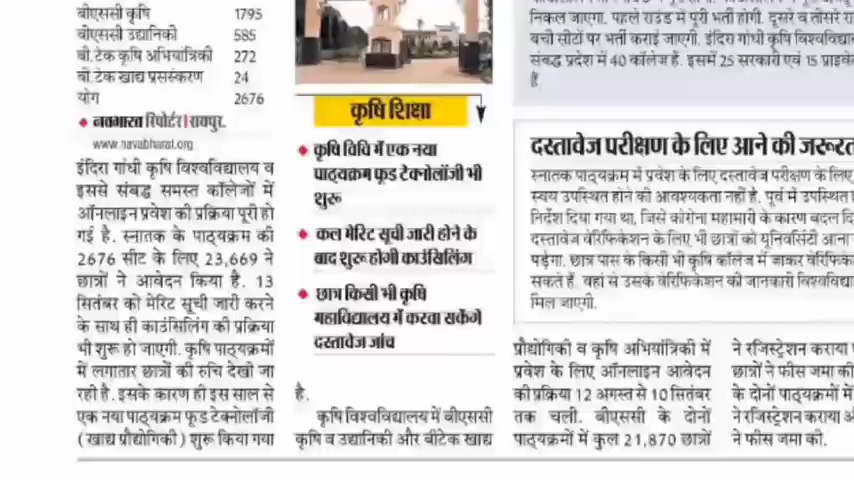 बीएससी कृषि 1795
बीएससी उद्यानिकी 585
बी.टेक कृषि अभियांत्रिकी 272
बी.टेक खाद्य प्रसंस्करण 24
योग 2676
नवभारत रिपोर्टर|रायपुर.
www.navabharat.org
इंदिरा गांधी कृषि विश्वविद्यालय व
इससे संबद्ध समस्त कॉलेजों में
ऑनलाइन प्रवेश की प्रक्रिया पूरी हो
गई है. स्नातक के पाठ्यक्रम की
2676 सीट के लिए 23,669 ने
छात्रों ने आवेदन किया है. 13
सितंबर को मेरिट सूची जारी करने
के साथ ही काउंसिलिंग की प्रक्रिया
भी शुरू हो जाएगी. कृषि पाठ्यक्रमों
में लगातार छात्रों की रुचि देखी जा
रही है. इसके कारण ही इस साल से
एक नया पाठ्यक्रम फूड टेक्नोलॉजी
(खाद्य प्रौद्योगिकी) शुरू किया गया
कृषि शिक्षा
कृषि विवि में एक नया
पाठ्यक्रम फूड टेक्नोलॉजी भी
शुरू
कल मेरिट सूची जारी होने के
बाद शुरू होगी काउंसिलिंग
छात्र किसी भी कृषि
महाविद्यालय में करवा सकेंगे
दस्तावेज जांच
है.
कृषि विश्वविद्यालय में बीएससी
कृषि व उद्यानिकी और बीटेक खाद्य
निकल जाएगा. पहले राउंड में पूरी भर्ती होगी. दूसरे व तीसरे
बची सीटों पर भर्ती कराई जाएगी. इंदिरा गांधी कृषि
संबद्ध प्रदेश में 40 कॉलेज हैं. इसमें 25 सरकारी एवं 15
हैं
दस्तावेज परीक्षण के लिए आने की
स्नातक पाठ्यक्रम में प्रवेश के लिए दस्तावेज परीक्षण के लिए
स्वयं उपस्थित होने की आवश्यकता नहीं है. पूर्व में उपस्थित
निर्देश दिया गया था, जिसे कोरोना महामारी के कारण बदल
दस्तावेज वेरिफिकेशन के लिए भी छात्रों को यूनिवर्सिटी आना
पड़ेगा. छात्र पास के किसी भी कृषि कॉलेज में जाकर
सकते हैं. वहां से उसके वेरिफिकेशन की जानकारी
मिल जाएगी.
प्रौद्योगिकी व कृषि अभियांत्रिकी में
प्रवेश के लिए ऑनलाइन आवेदन
की प्रक्रिया 12 अगस्त से 10 सितंबर
तक चली. बीएससी के दोनों
पाठ्यक्रमों में कुल 21,870 छात्रों
ने रजिस्ट्रेशन कराया
छात्रों ने फीस जमा की
के दोनों पाठ्यक्रमों में
ने रजिस्ट्रेशन कराया
ने फीस जमा की.